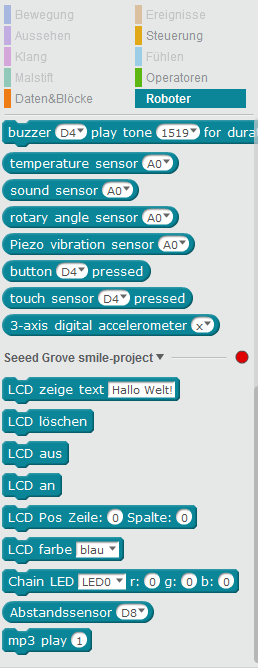 Bewegung Ereignisse
Aussehen Steuerung
Klang Fühlen
Malstift Operatoren
Daten&Blöcke Roboter
buzzer D4 play tone 1519 for dura
temperature sensor A0
sound sensor A0
rotary angle sensor A0
Piezo vibration sensor A0
button D4 pressed
touch sensor D4 pressed
3-axis digital accelerometer x
Seeed Grove smile-project
LCD zeige text Hallo Welt!
LCD löschen
LCD aus
LCD an
LCD Pos Zeile: 0 Spalte: 0
LCD farbe blau
Chain LED LED0 r: 0 g: 0 b: 0
Abstandssensor D8
mp3 play 1